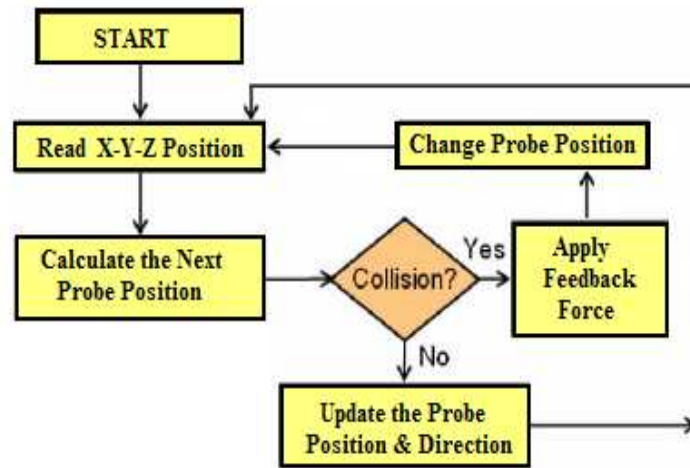 START
Read X-Y-Z Position
Change Probe Position
Calculate the Next
Probe Position
Collision?
Yes
Apply
Feedback
Force
No
Update the Probe
Position & Direction